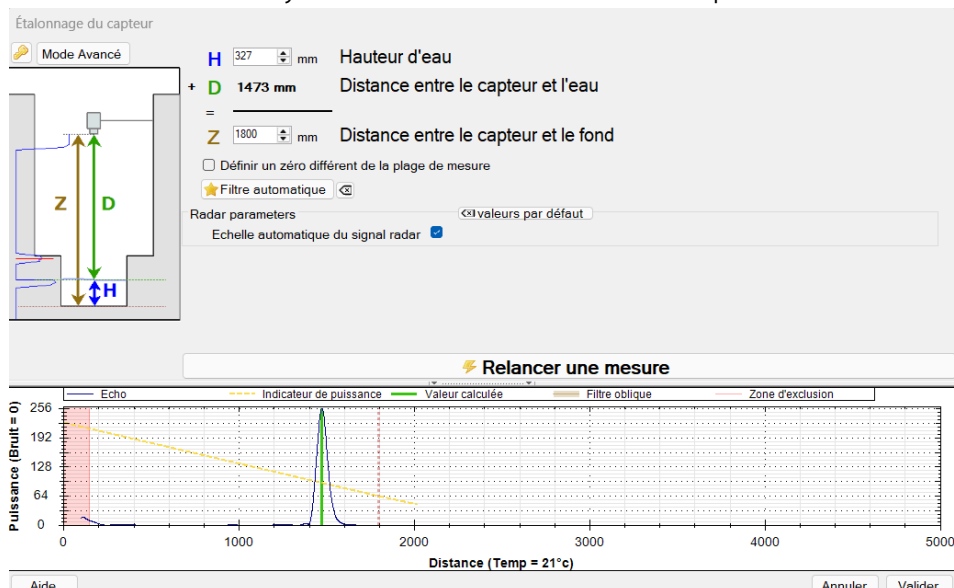 Étalonnage du capteur
Mode Avancé
H 327 mm Hauteur d'eau
+ D 1473 mm Distance entre le capteur et l'eau
=
Z 1800 mm Distance entre le capteur et le fond
Définir un zéro différent de la plage de mesure
Filtre automatique
Radar parameters
valeurs par défaut
Echelle automatique du signal radar
Z D
H
Relancer une mesure
Echo Indicateur de puissance Valeur calculée Filtre oblique Zone d'exclusion
Puissance (Bruit = 0)
256
192
128
64
0
0 1000 2000 3000 4000 5000
Distance (Temp = 21°c)
Aide Annuler Valider